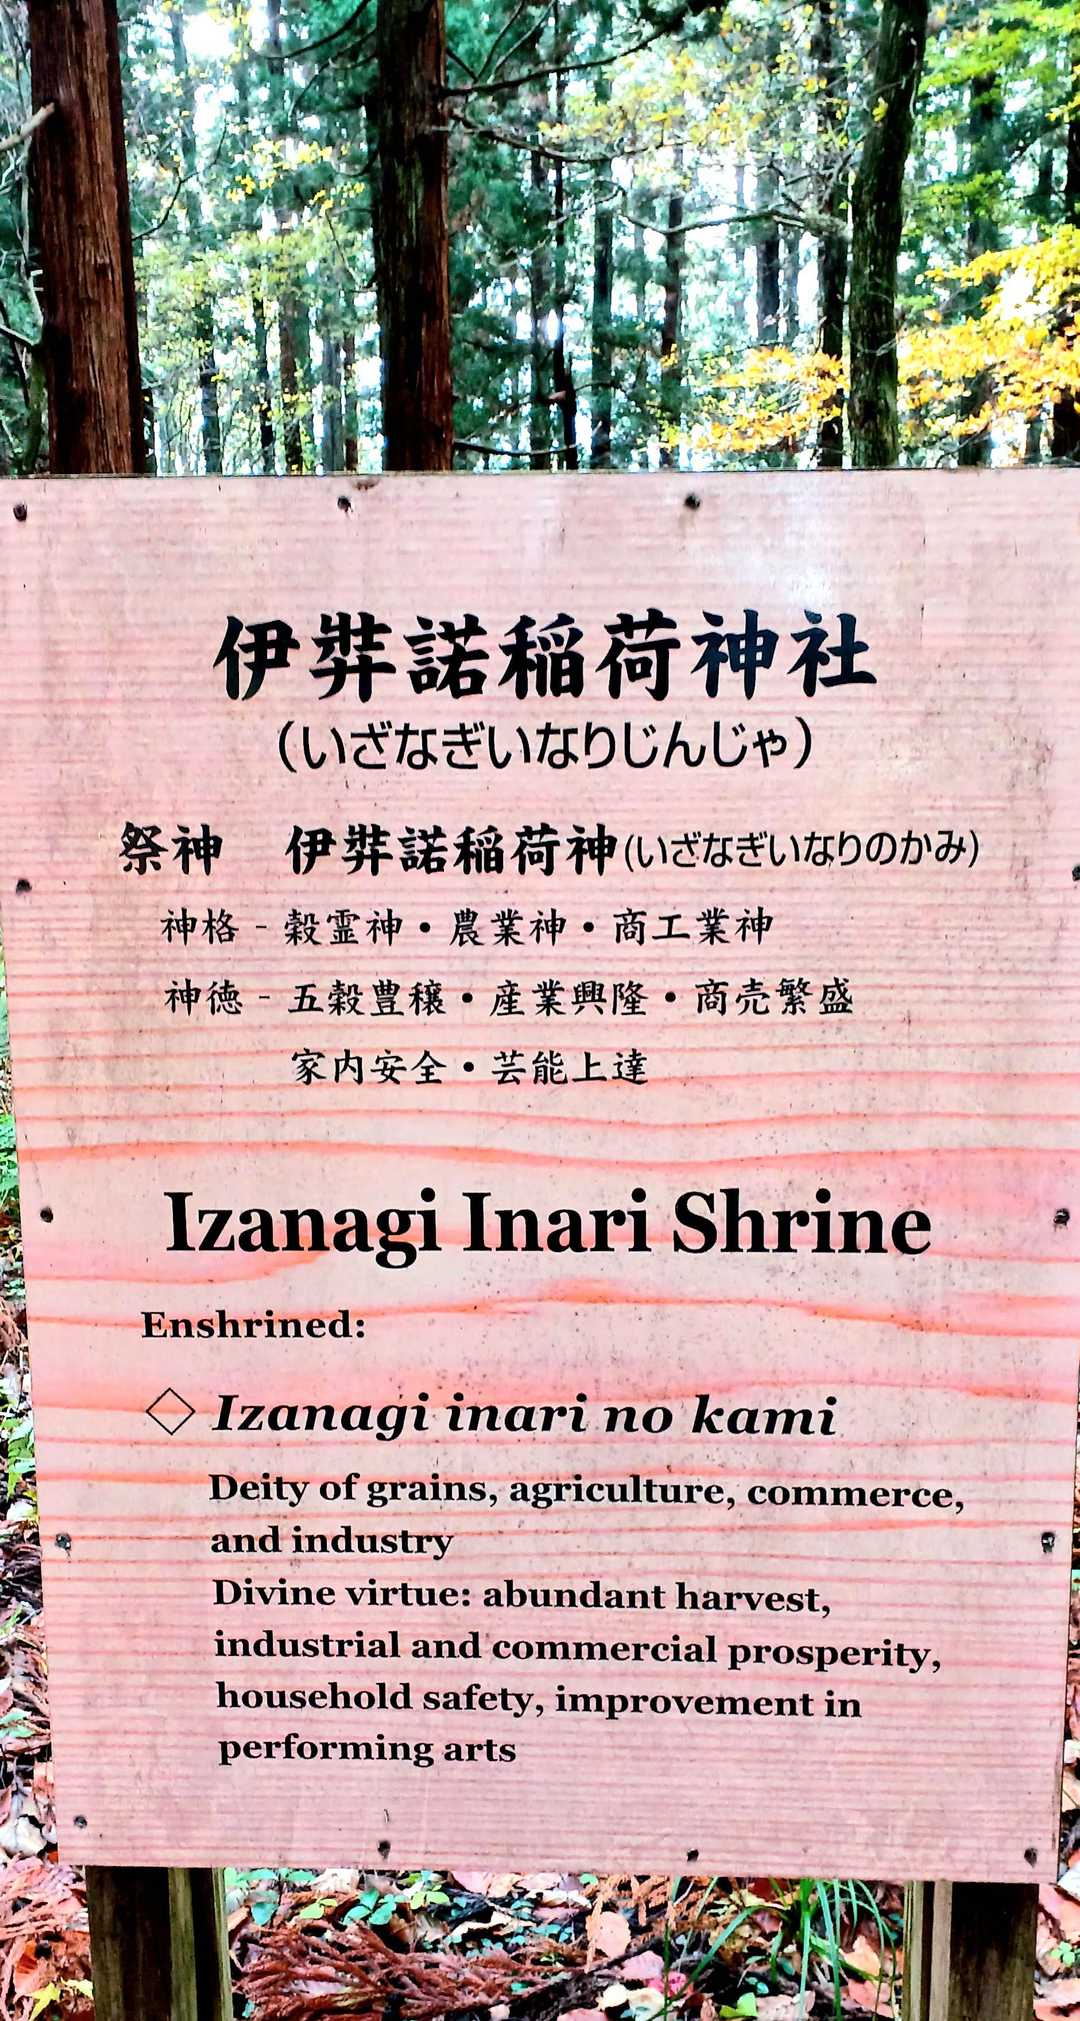 伊弉諾稲荷神社
（いざなぎいなりじんじゃ）
祭神　伊弉諾稲荷神(いざなぎいなりのかみ)
神格 - 穀霊神・農業神・商工業神
神徳 - 五穀豊穣・産業興隆・商売繁盛
家内安全・芸能上達
Izanagi Inari Shrine
Enshrined:
◇ Izanagi inari no kami
Deity of grains, agriculture, commerce,
and industry
Divine virtue: abundant harvest,
industrial and commercial prosperity,
household safety, improvement in
performing arts